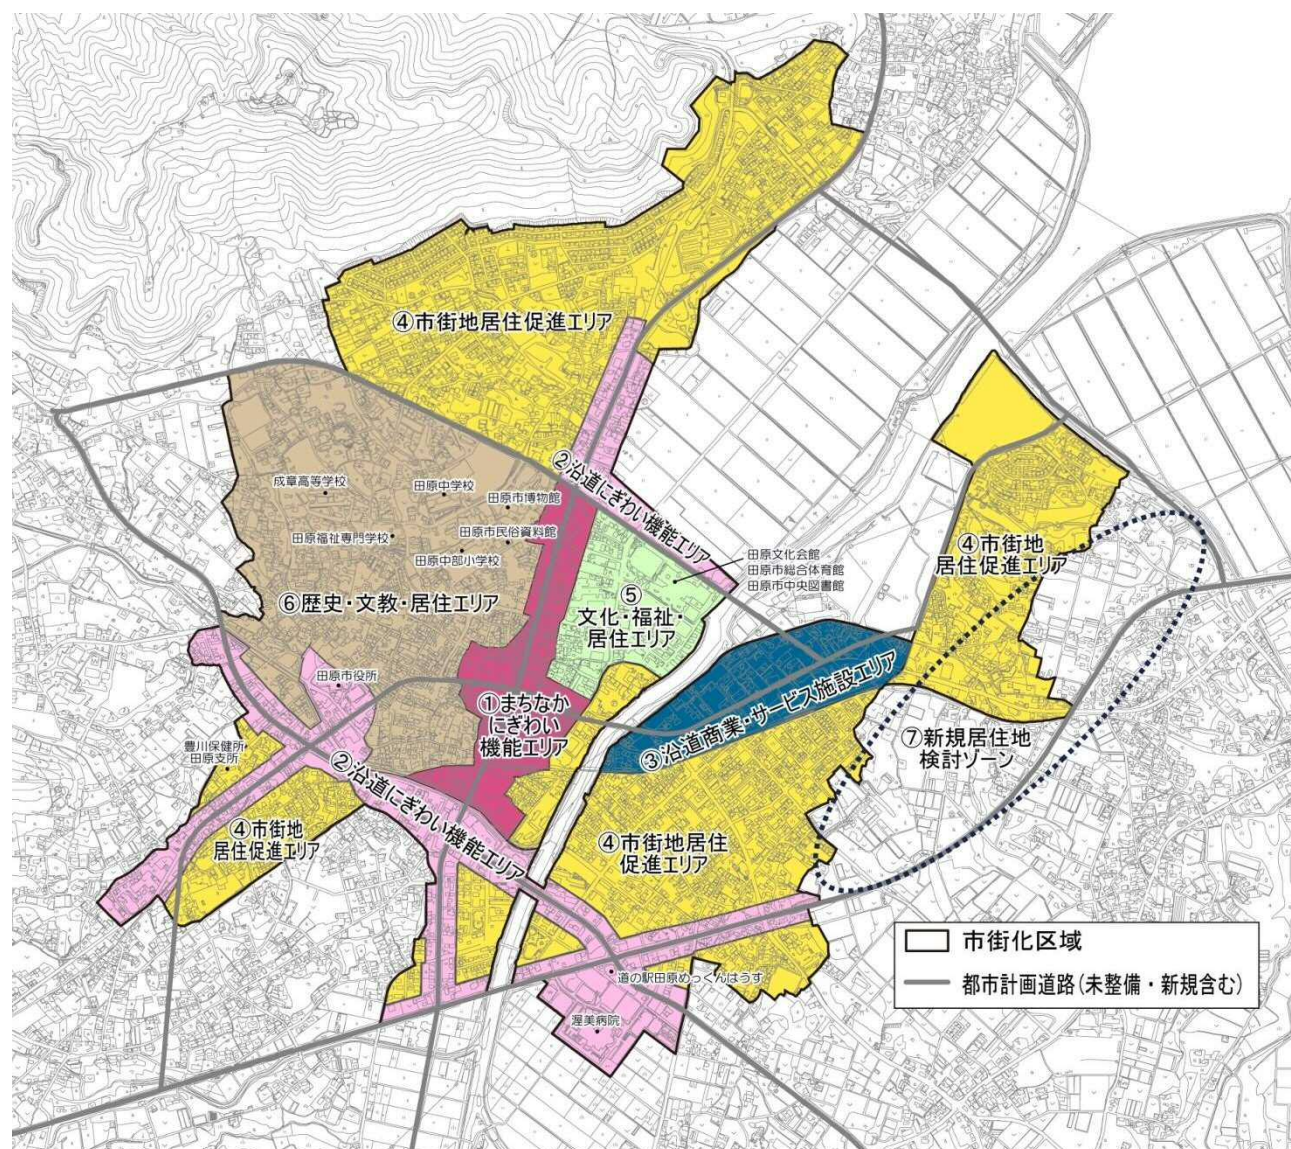 ④市街地居住促進エリア
②沿道にぎわい機能エリア
成章高等学校
田原中学校
田原市博物館
田原市民俗資料館
田原福祉専門学校
田原中部小学校
⑥歴史・文教・居住エリア
田原文化会館
田原市総合体育館
田原市中央図書館
⑤
文化・福祉・
居住エリア
④市街地
居住促進エリア
田原市役所
①まちなか
にぎわい
機能エリア
③沿道商業・サービス施設エリア
⑦新規居住地
検討ゾーン
豊川保健所
田原支所
②沿道にぎわい機能エリア
④市街地
居住促進エリア
④市街地居住
促進エリア
道の駅田原めっくんはうす
渥美病院
市街化区域
都市計画道路(未整備・新規含む)